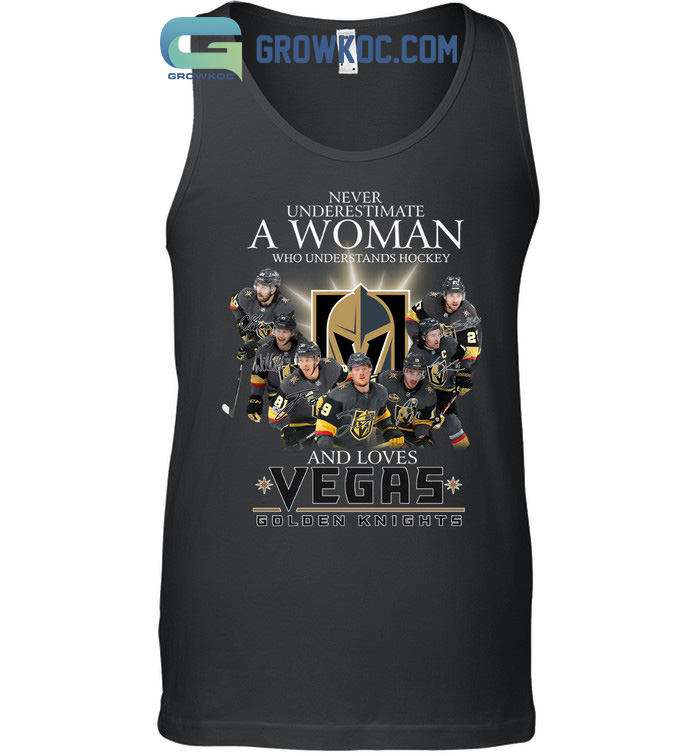 GROWKOC
GROWKOC.COM
NEVER
UNDERESTIMATE
A WOMAN
WHO UNDERSTANDS HOCKEY
AND LOVES
VEGAS
GOLDEN KNIGHTS